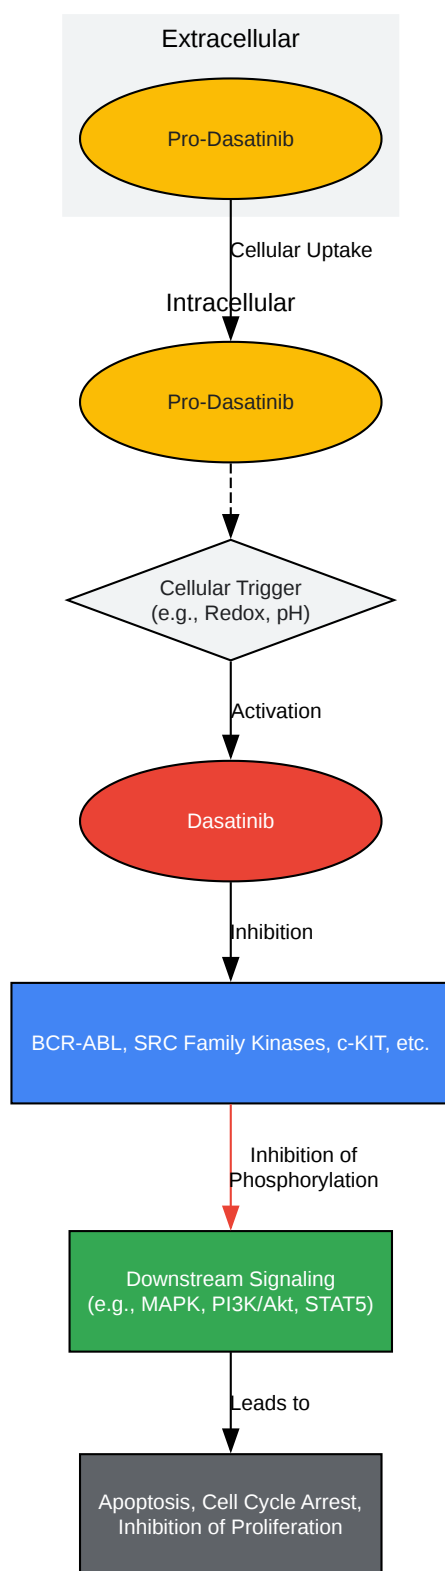 Extracellular
Pro-Dasatinib
Cellular Uptake
Intracellular
Pro-Dasatinib
Cellular Trigger
(e.g., Redox, pH)
Activation
Dasatinib
Inhibition
BCR-ABL, SRC Family Kinases, c-KIT, etc.
Inhibition of
Phosphorylation
Downstream Signaling
(e.g., MAPK, PI3K/Akt, STAT5)
Leads to
Apoptosis, Cell Cycle Arrest,
Inhibition of Proliferation